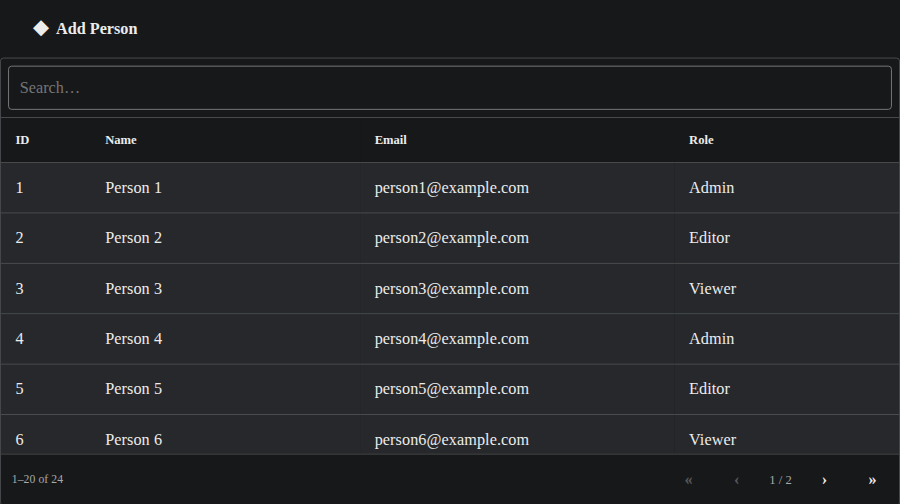 ◆ Add Person
Search…
ID Name Email Role
1 Person 1 person1@example.com Admin
2 Person 2 person2@example.com Editor
3 Person 3 person3@example.com Viewer
4 Person 4 person4@example.com Admin
5 Person 5 person5@example.com Editor
6 Person 6 person6@example.com Viewer
1–20 of 24 « ‹ 1 / 2 › »